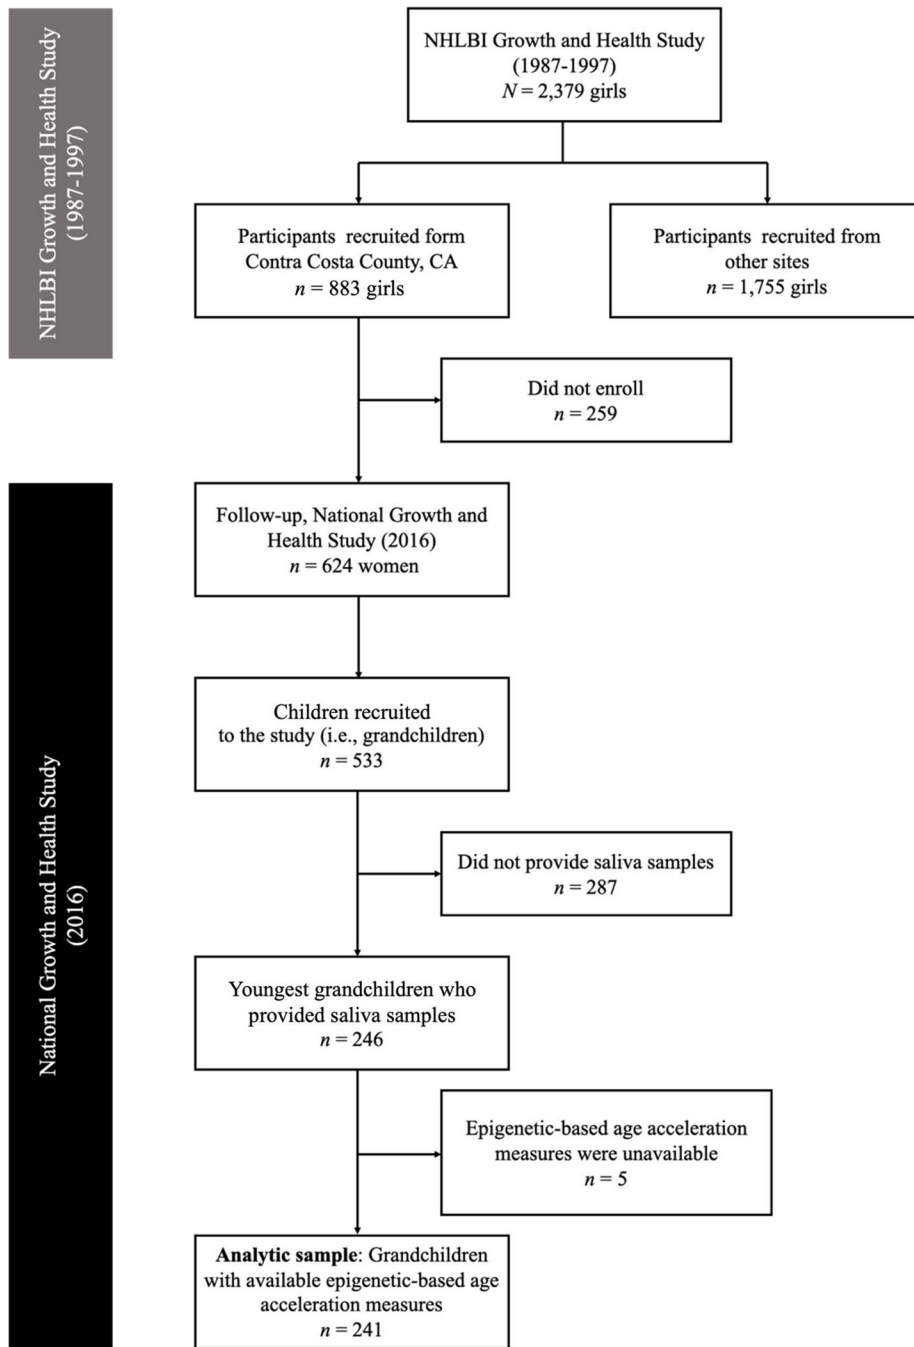 NHLBI Growth and Health Study
(1987-1997)
NHLBI Growth and Health Study
(1987-1997)
N = 2,379 girls
Participants recruited form
Contra Costa County, CA
n = 883 girls
Participants recruited from
other sites
n = 1,755 girls
Did not enroll
n = 259
National Growth and Health Study
(2016)
Follow-up, National Growth and
Health Study (2016)
n = 624 women
Children recruited
to the study (i.e., grandchildren)
n = 533
Did not provide saliva samples
n = 287
Youngest grandchildren who
provided saliva samples
n = 246
Epigenetic-based age acceleration
measures were unavailable
n = 5
Analytic sample: Grandchildren
with available epigenetic-based age
acceleration measures
n = 241